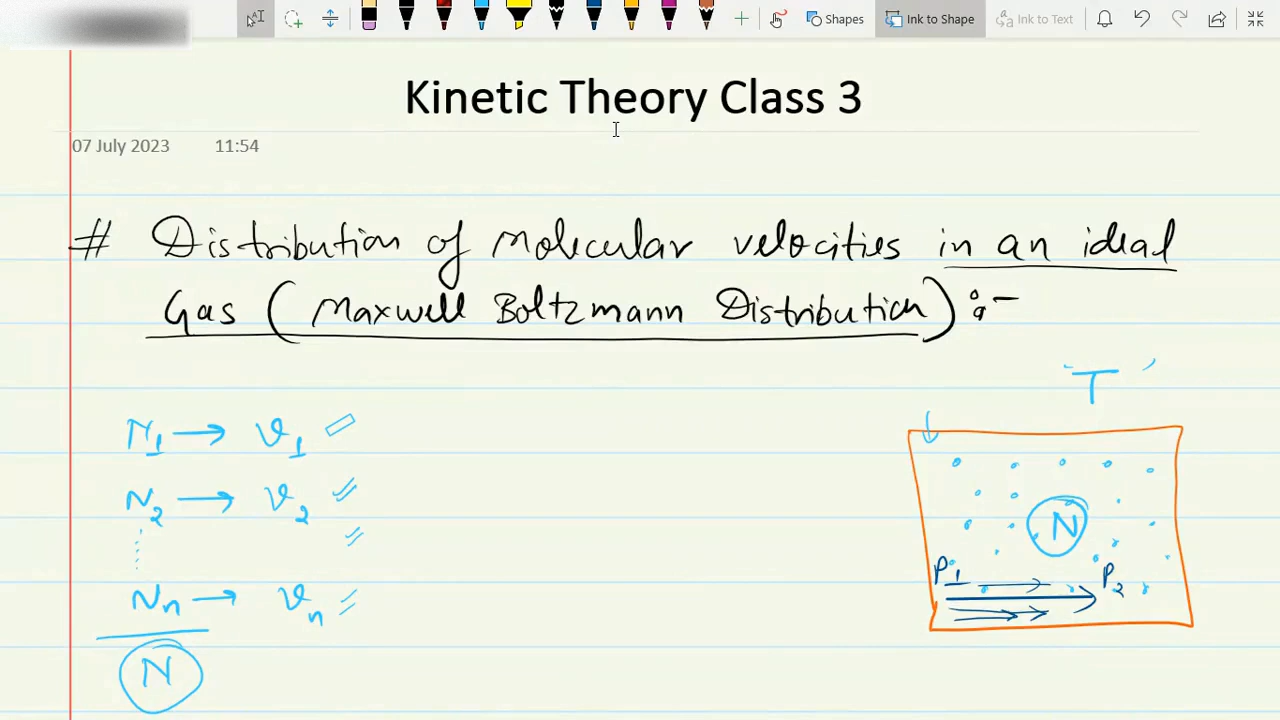 Shapes
Ink to Shape
Ink to Text
Kinetic Theory Class 3
07 July 2023 11:54
# Distribution of Molecular velocities in an ideal
Gas ( Maxwell Boltzmann Distribution ) :-
'T'
N₁ → v₁
N₂ → v₂
Nₙ → vₙ
N
N
P₁
P₂